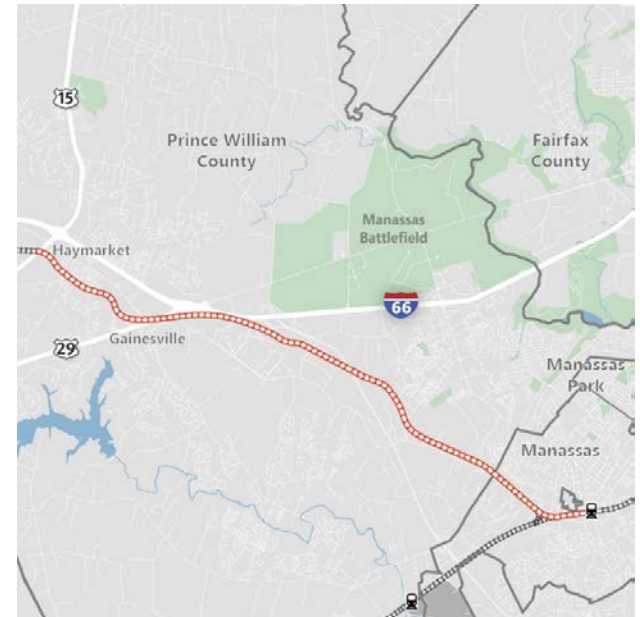 15
Prince William
County
Fairfax
County
Manassas
Battlefield
Haymarket
66
29
Gainesville
Manassas
Park
Manassas